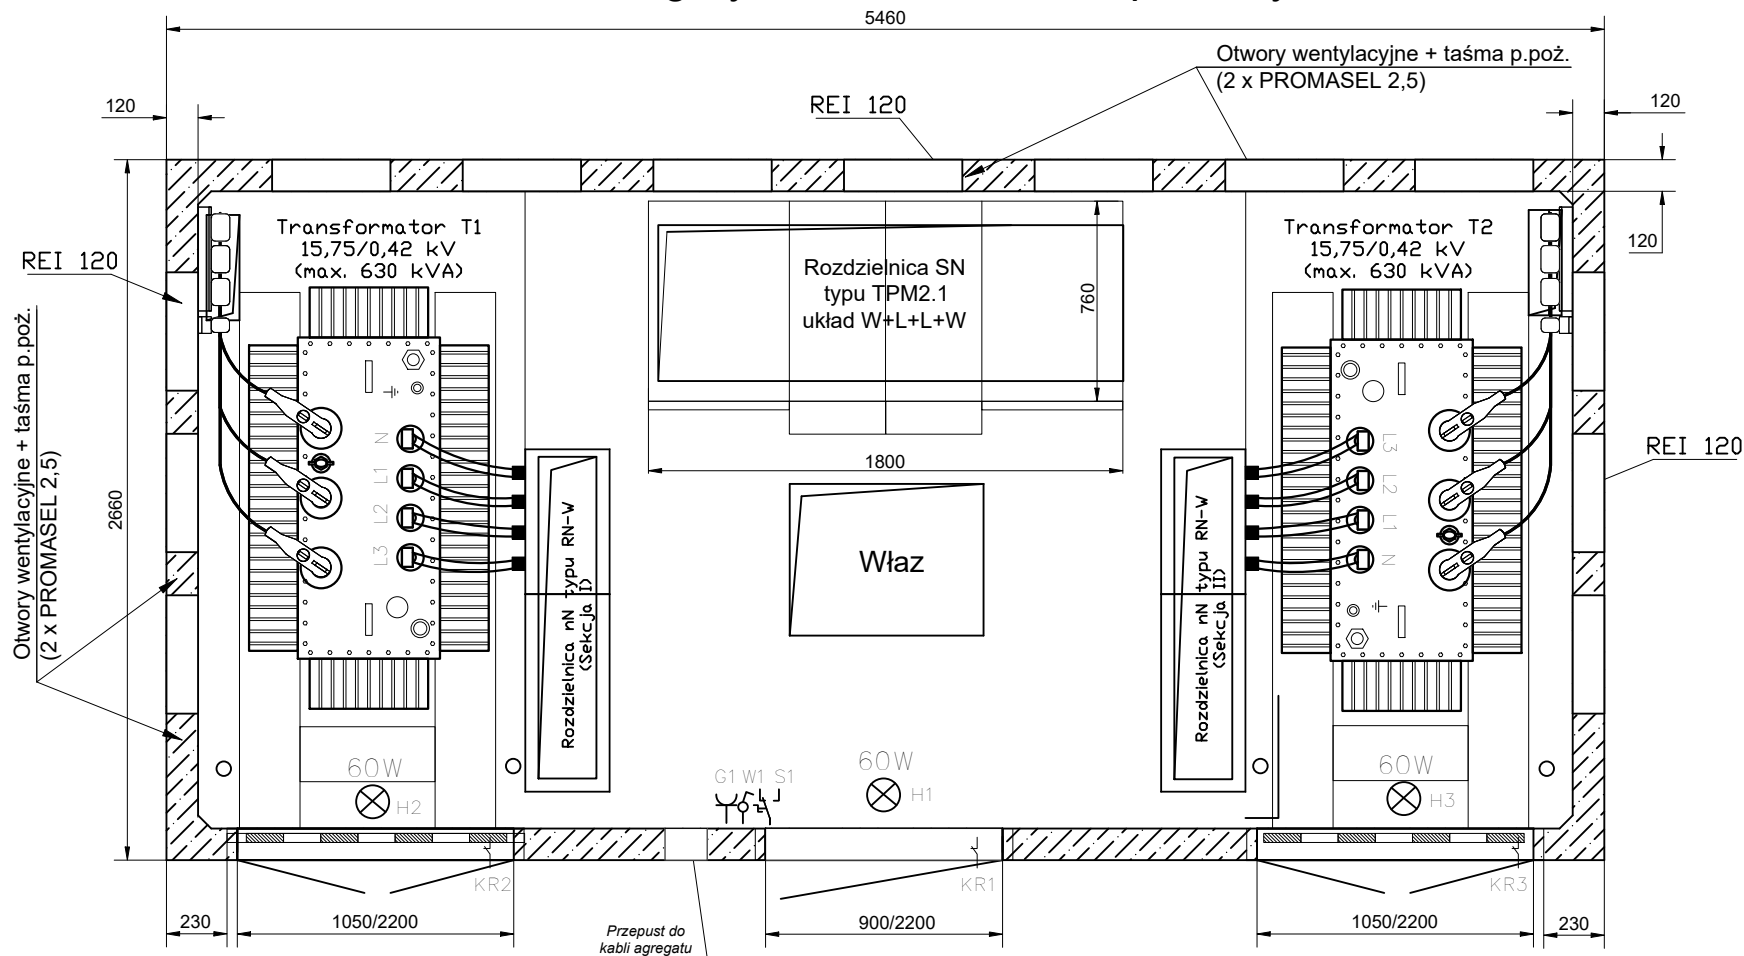 5460
Otwory wentylacyjne + taśma p.poż.
(2 x PROMASEL 2,5)
120
REI 120
120
Transformator T1
15,75/0,42 kV
(max. 630 kVA)
Transformator T2
15,75/0,42 kV
(max. 630 kVA)
120
REI 120
Rozdzielnica SN
typu TPM2.1
układ W+L+L+W
760
Otwory wentylacyjne + taśma p.poż.
(2 x PROMASEL 2,5)
2660
1800
REI 120
N
L1
L2
L3
L3
L2
L1
N
Rozdzielnica nN typu RN-W
(Sekcja I)
Właz
Rozdzielnica nN typu RN-W
(Sekcja II)
60W
H2
G1 W1 S1
60W
H1
60W
H3
KR2
KR1
KR3
230
1050/2200
900/2200
1050/2200
230
Przepust do
kabli agregatu